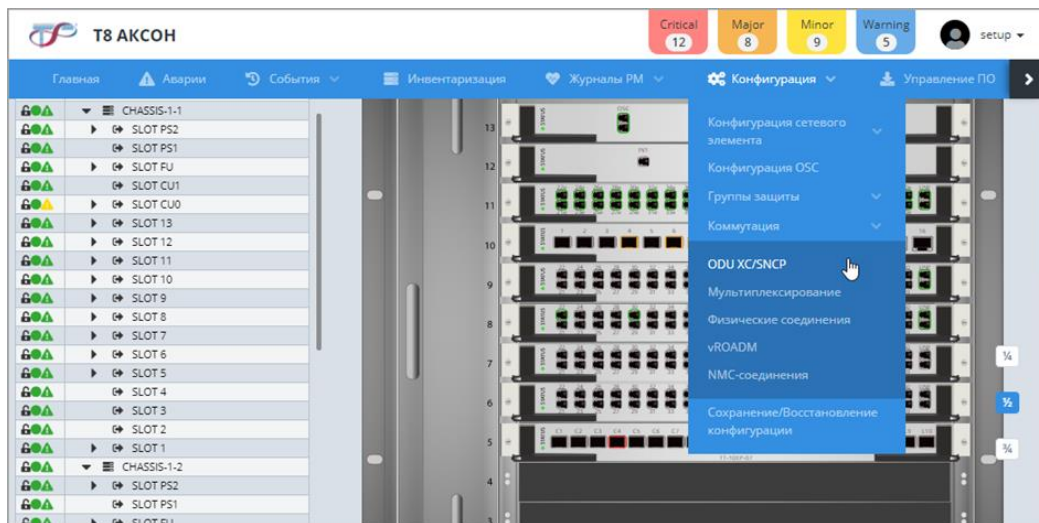 Т8 АКСОН
Critical
12
Major
8
Minor
9
Warning
5
setup
Главная
Аварии
События
Инвентаризация
Журналы PM
Конфигурация
Управление ПО
CHASSIS-1-1
SLOT PS2
SLOT PS1
SLOT FU
SLOT CU1
SLOT CU0
SLOT 13
SLOT 12
SLOT 11
SLOT 10
SLOT 9
SLOT 8
SLOT 7
SLOT 6
SLOT 5
SLOT 4
SLOT 3
SLOT 2
SLOT 1
CHASSIS-1-2
SLOT PS2
SLOT PS1
SLOT FU
13
12
11
10
9
8
7
6
5
4
3
Конфигурация сетевого
элемента
Конфигурация OSC
Группы защиты
Коммутация
ODU XC/SNCP
Мультиплексирование
Физические соединения
vROADM
NMC-соединения
Сохранение/Восстановление
конфигурации
¼
½
¾